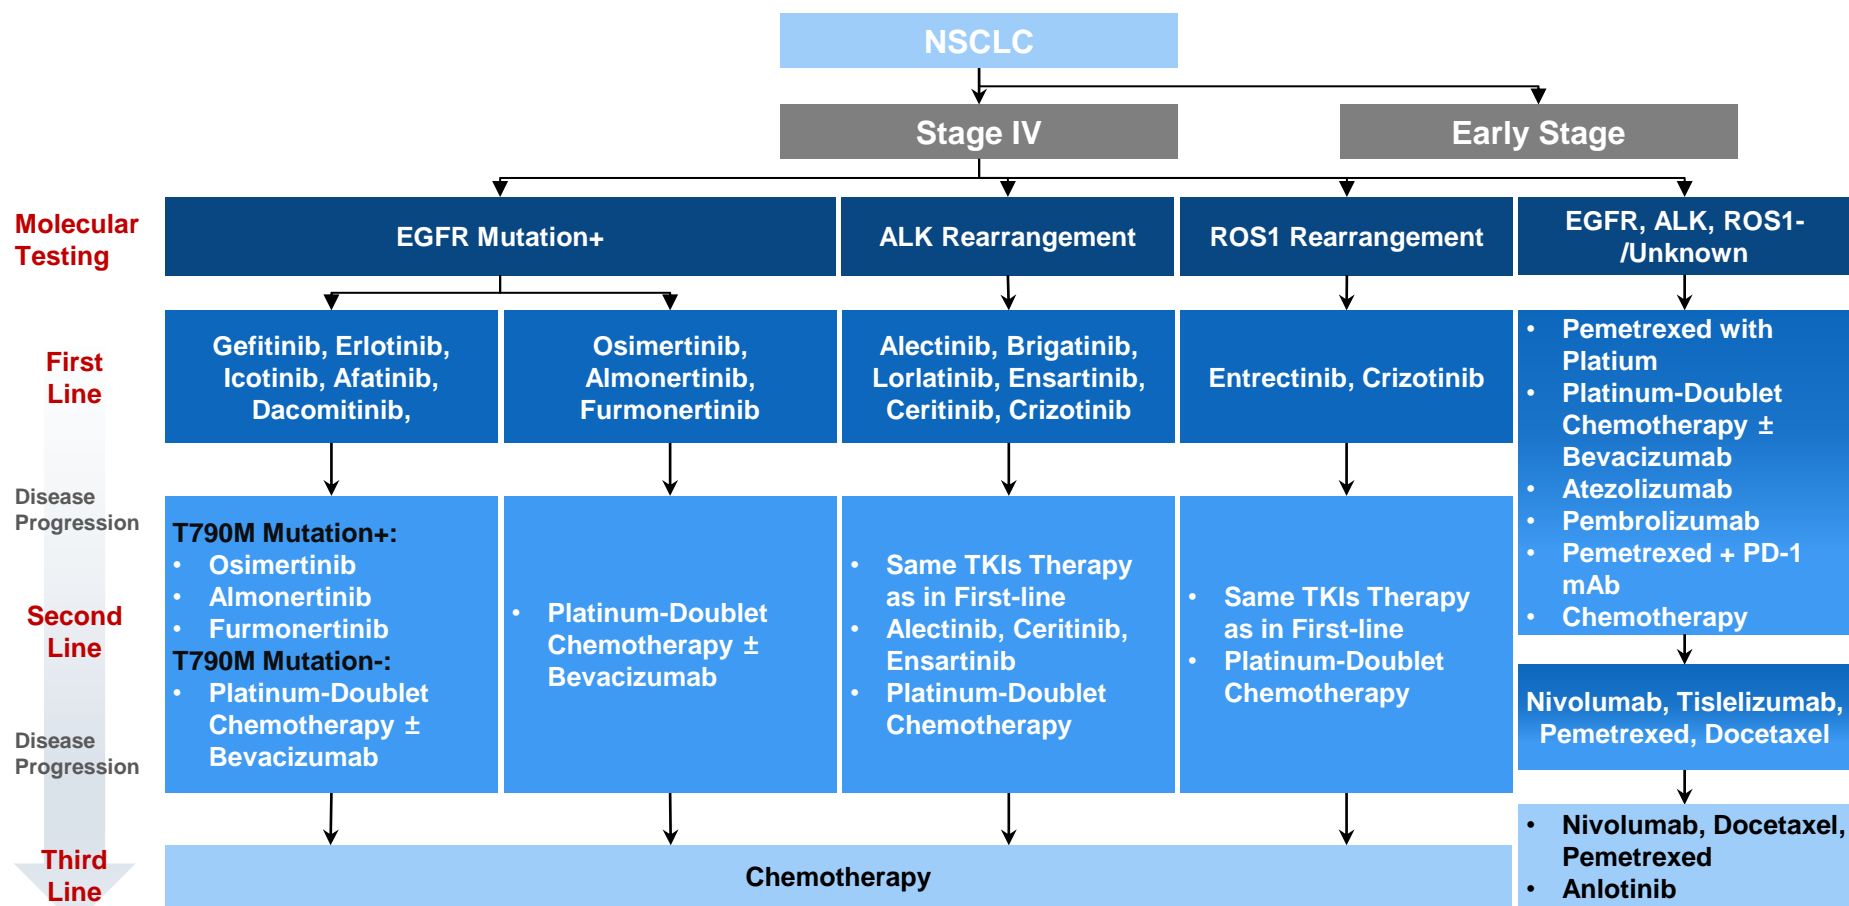 NSCLC
Stage IV
Early Stage
Molecular
Testing
EGFR Mutation+
ALK Rearrangement
ROS1 Rearrangement
EGFR, ALK, ROS1-
/Unknown
First
Line
Gefitinib, Erlotinib,
Icotinib, Afatinib,
Dacomitinib,
Osimertinib,
Almonertinib,
Furmonertinib
Alectinib, Brigatinib,
Lorlatinib, Ensartinib,
Ceritinib, Crizotinib
Entrectinib, Crizotinib
• Pemetrexed with
Platium
• Platinum-Doublet
Chemotherapy ±
Bevacizumab
• Atezolizumab
• Pembrolizumab
• Pemetrexed + PD-1
mAb
• Chemotherapy
Disease
Progression
Second
Line
T790M Mutation+:
• Osimertinib
• Almonertinib
• Furmonertinib
T790M Mutation-:
• Platinum-Doublet
Chemotherapy ±
Bevacizumab
• Platinum-Doublet
Chemotherapy ±
Bevacizumab
• Same TKIs Therapy
as in First-line
• Alectinib, Ceritinib,
Ensartinib
• Platinum-Doublet
Chemotherapy
• Same TKIs Therapy
as in First-line
• Platinum-Doublet
Chemotherapy
Nivolumab, Tislelizumab,
Pemetrexed, Docetaxel
Disease
Progression
Third
Line
Chemotherapy
• Nivolumab, Docetaxel,
Pemetrexed
• Anlotinib